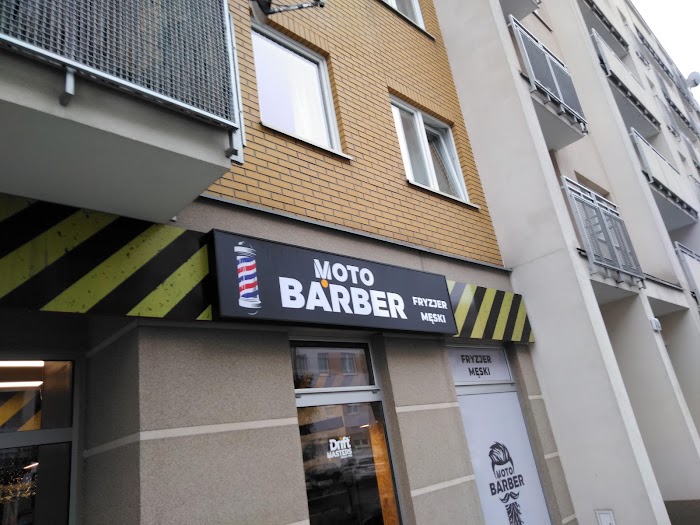 MOTO
BARBER
FRYZJER
MĘSKI
FRYZJER
MĘSKI
Drift
MASTERS
MOTO
BARBER